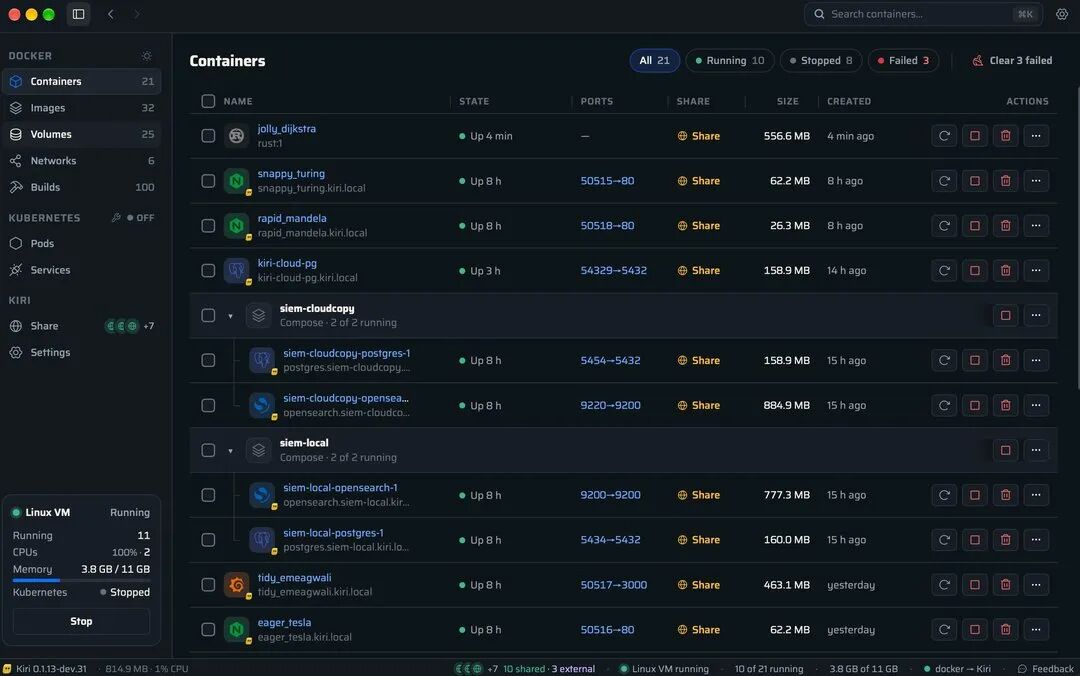 Search containers...
⌘K
DOCKER
Containers 21
Images 32
Volumes 25
Networks 6
Builds 100
KUBERNETES OFF
Pods
Services
KIRI
Share +7
Settings
Linux VM Running
Running 11
CPUs 100% · 2
Memory 3.8 GB / 11 GB
Kubernetes Stopped
Stop
Containers
All 21 Running 10 Stopped 8 Failed 3 Clear 3 failed
NAME STATE PORTS SHARE SIZE CREATED ACTIONS
jolly_dijkstra
rust:1
Up 4 min — Share 556.6 MB 4 min ago
snappy_turing
snappy_turing.kiri.local
Up 8 h 50515→80 Share 62.2 MB 8 h ago
rapid_mandela
rapid_mandela.kiri.local
Up 8 h 50518→80 Share 26.3 MB 8 h ago
kiri-cloud-pg
kiri-cloud-pg.kiri.local
Up 3 h 54329→5432 Share 158.9 MB 14 h ago
siem-cloudcopy
Compose · 2 of 2 running
siem-cloudcopy-postgres-1
postgres.siem-cloudcopy,...
Up 8 h 5454→5432 Share 158.9 MB 15 h ago
siem-cloudcopy-opensea...
opensearch.siem-cloudco...
Up 8 h 9220→9200 Share 884.9 MB 15 h ago
siem-local
Compose · 2 of 2 running
siem-local-opensearch-1
opensearch.siem-local.kir...
Up 8 h 9200→9200 Share 777.3 MB 15 h ago
siem-local-postgres-1
postgres.siem-local.kiri.lo...
Up 8 h 5434→5432 Share 160.0 MB 15 h ago
tidy_emeagwali
tidy_emeagwali.kiri.local
Up 8 h 50517→3000 Share 463.1 MB yesterday
eager_tesla
eager_tesla.kiri.local
Up 8 h 50516→80 Share 62.2 MB yesterday
Kiri 0.1.13-dev.31 · 814.9 MB · 1% CPU +7 10 shared · 3 external · Linux VM running · 10 of 21 running · 3.8 GB of 11 GB · docker → Kiri · Feedback